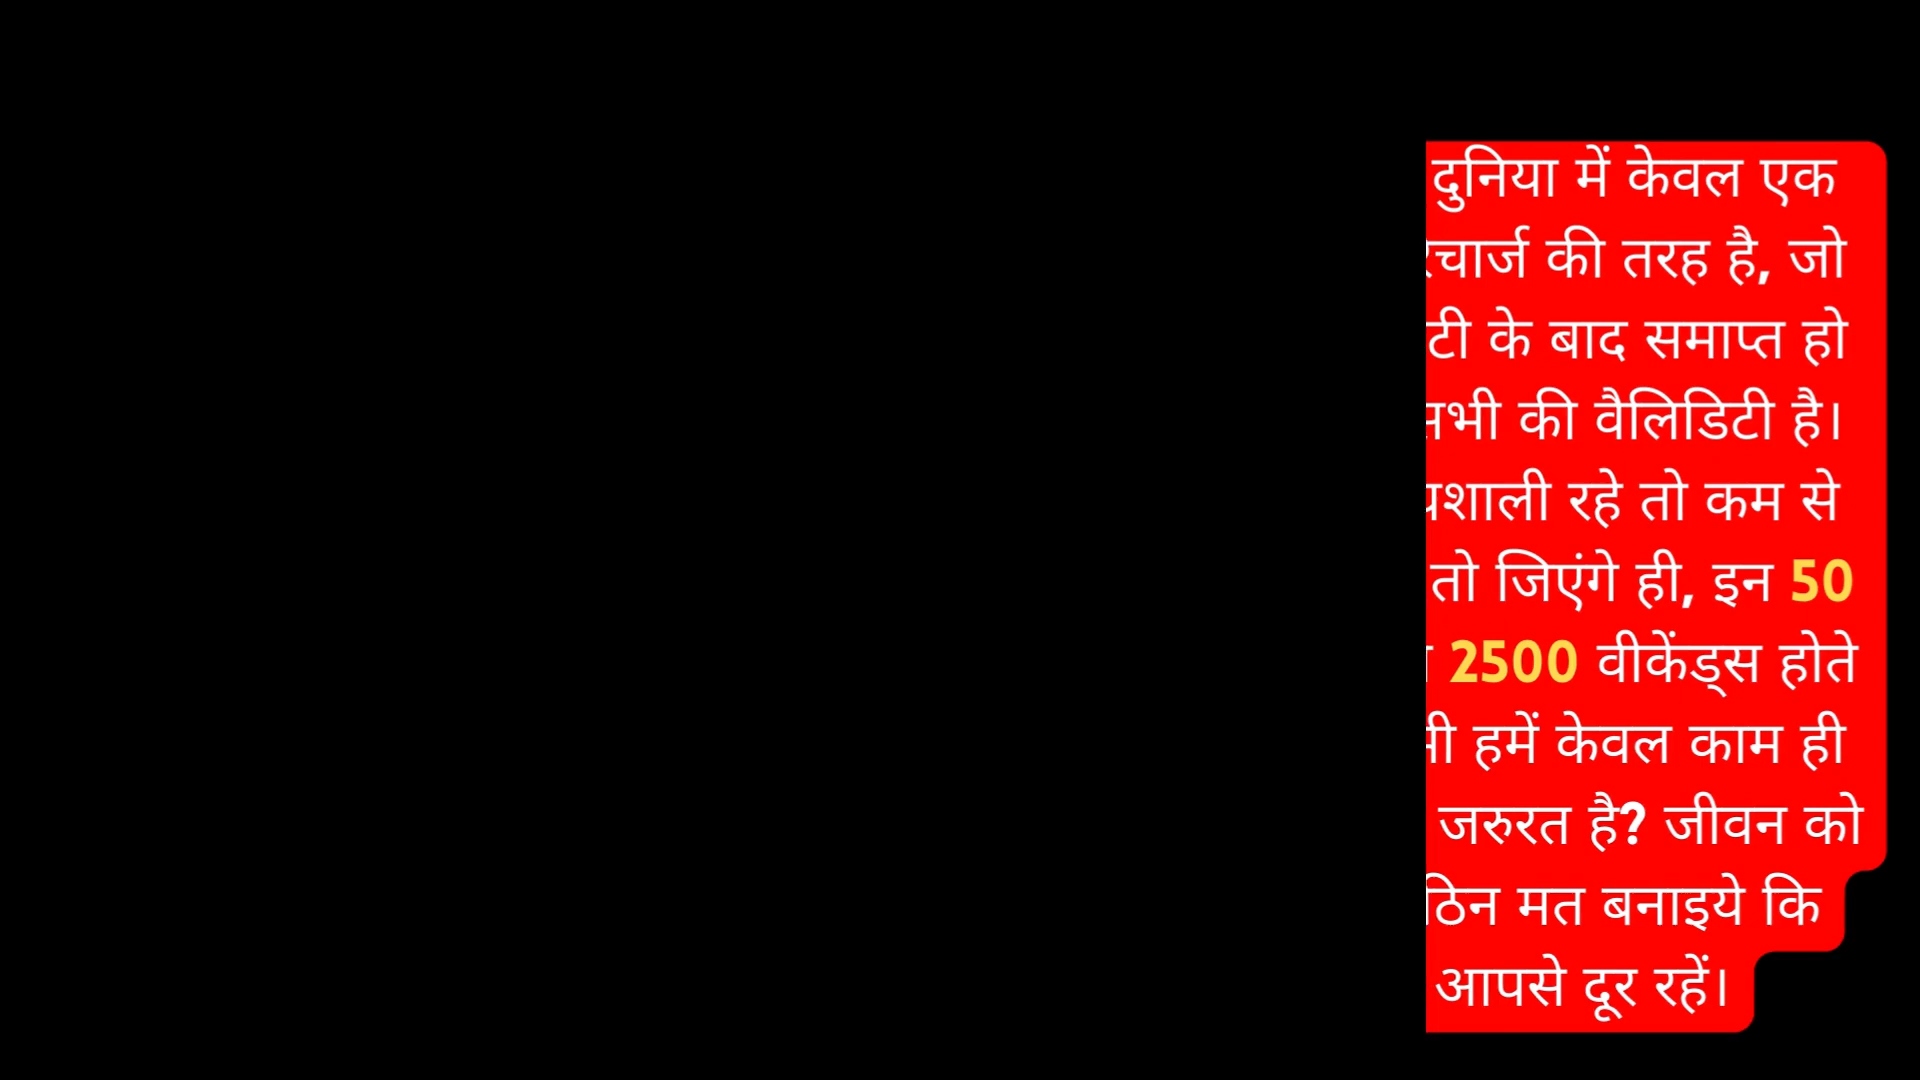 दुनिया में केवल एक
की तरह है, जो
के बाद समाप्त हो
की वैलिडिटी है।
रहे तो कम से
तो जिएंगे ही, इन 50
2500 वीकेंड्स होते
हमें केवल काम ही
जरुरत है? जीवन को
मत बनाइये कि
आपसे दूर रहें।